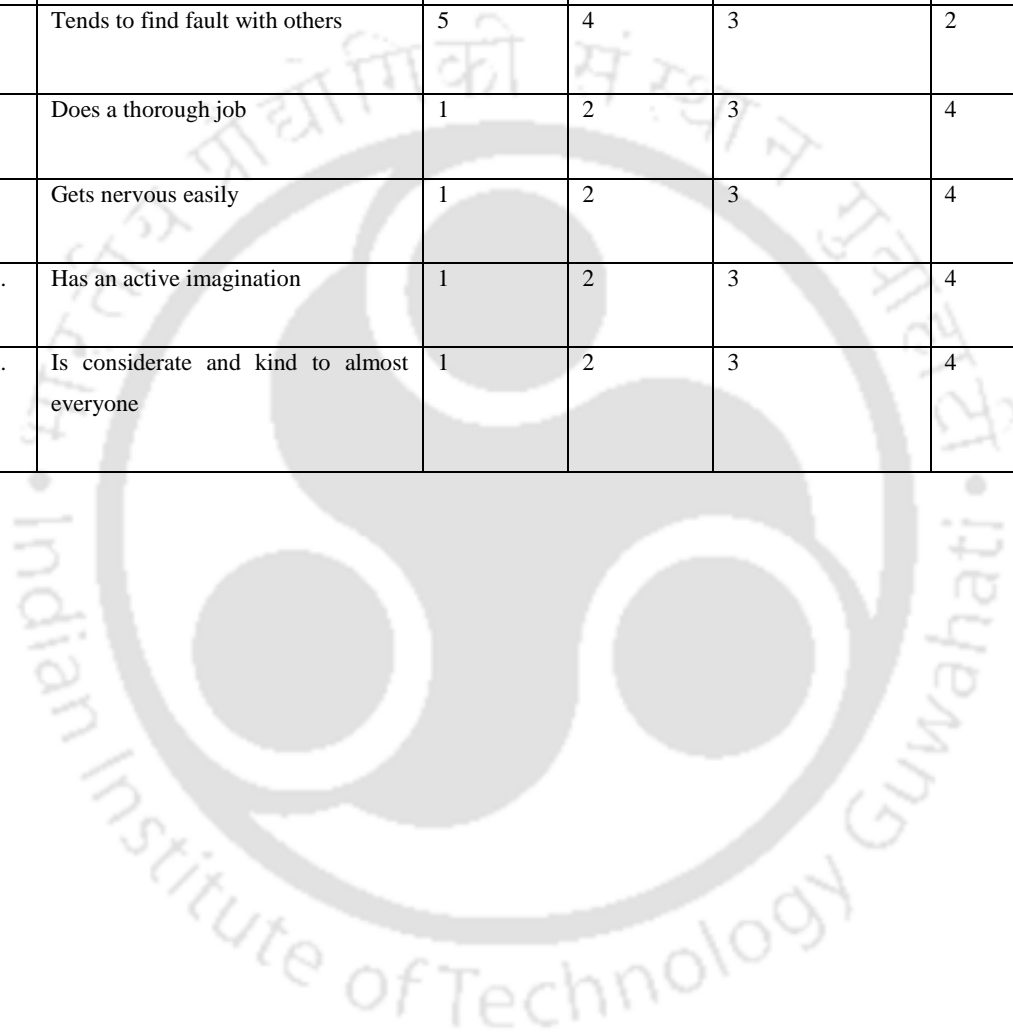 Tends to find fault with others 5 4 3 2
Does a thorough job 1 2 3 4
Gets nervous easily 1 2 3 4
. Has an active imagination 1 2 3 4
. Is considerate and kind to almost 1 2 3 4
everyone
भारतीय प्रौद्योगिकी संस्थान गुवाहाटी
Indian Institute of Technology Guwahati